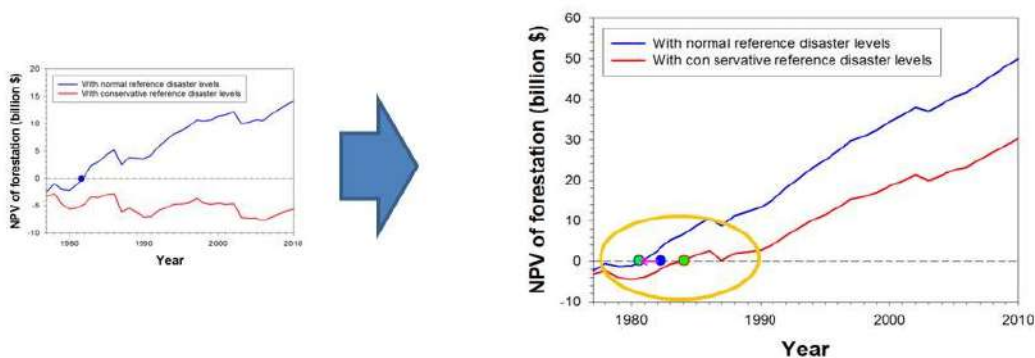 20
15
10
5
0
-5
-10
NPV of forestation (billion $)
With normal reference disaster levels
With conservative reference disaster levels
1980
1990
2000
2010
Year
60
50
40
30
20
10
0
-10
NPV of forestation (billion $)
With normal reference disaster levels
With con servative reference disaster levels
1980
1990
2000
2010
Year